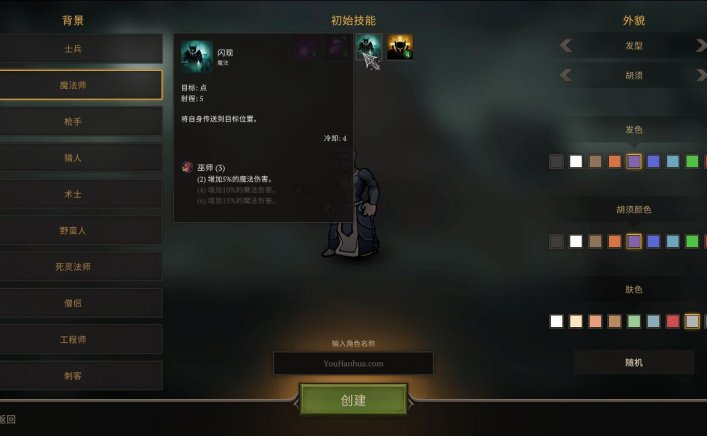 背景
初始技能
外貌
士兵
魔法师
枪手
猎人
术士
野蛮人
死灵法师
僧侣
工程师
刺客
闪现
魔法
目标: 点
射程: 5
将自身传送到目标位置。
冷却: 4
巫师 (3)
(2) 增加5%的魔法伤害。
(4) 增加10%的魔法伤害。
(6) 增加15%的魔法伤害。
发型
胡须
发色
胡须颜色
肤色
随机
输入角色名称
YouHanhua.com
创建
返回